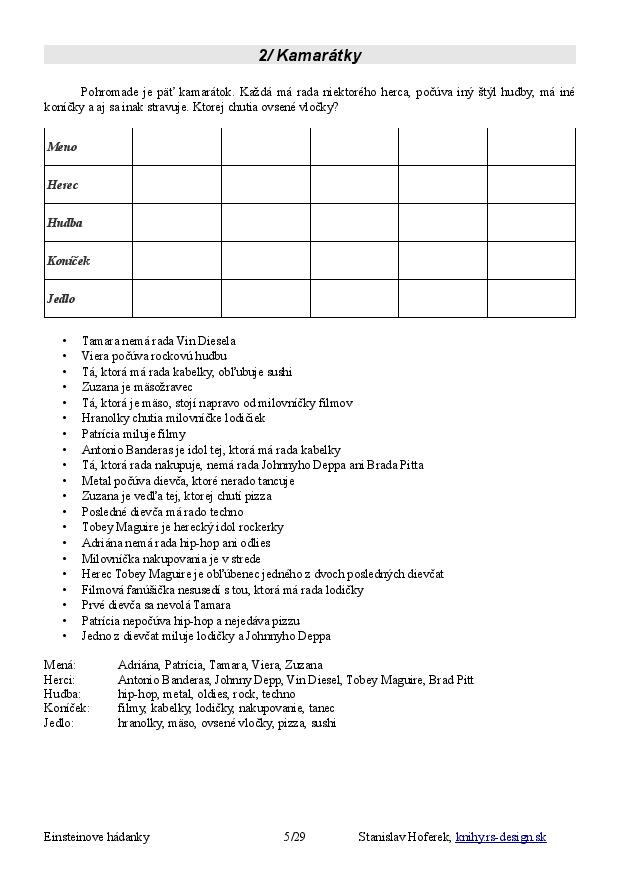 2/ Kamarátky
Pohromade je päť kamarátok. Každá má rada niektorého herca, počúva iný štýl hudby, má iné
koníčky a aj sa inak stravuje. Ktorej chutia ovsené vločky?
Meno
Herec
Hudba
Koníček
Jedlo
• Tamara nemá rada Vin Diesela
• Viera počúva rockovú hudbu
• Tá, ktorá má rada kabelky, obľubuje sushi
• Zuzana je mäsožravec
• Tá, ktorá je mäso, stojí napravo od milovníčky filmov
• Hranolky chutia milovníčke lodičiek
• Patrícia miluje filmy
• Antonio Banderas je idol tej, ktorá má rada kabelky
• Tá, ktorá rada nakupuje, nemá rada Johnnyho Deppa ani Brada Pitta
• Metal počúva dievča, ktoré nerado tancuje
• Zuzana je vedľa tej, ktorej chutí pizza
• Posledné dievča má rado techno
• Tobey Maguire je herecký idol rockerky
• Adriána nemá rada hip-hop ani odlies
• Milovníčka nakupovania je v strede
• Herec Tobey Maguire je obľúbenec jedného z dvoch posledných dievčat
• Filmová fanúšička nesusedí s tou, ktorá má rada lodičky
• Prvé dievča sa nevolá Tamara
• Patrícia nepočúva hip-hop a nejedáva pizzu
• Jedno z dievčat miluje lodičky a Johnnyho Deppa
Mená: Adriána, Patrícia, Tamara, Viera, Zuzana
Herci: Antonio Banderas, Johnny Depp, Vin Diesel, Tobey Maguire, Brad Pitt
Hudba: hip-hop, metal, oldies, rock, techno
Koníček: filmy, kabelky, lodičky, nakupovanie, tanec
Jedlo: hranolky, mäso, ovsené vločky, pizza, sushi
Einsteinove hádanky 5/29 Stanislav Hoferek, knihy.rs-design.sk